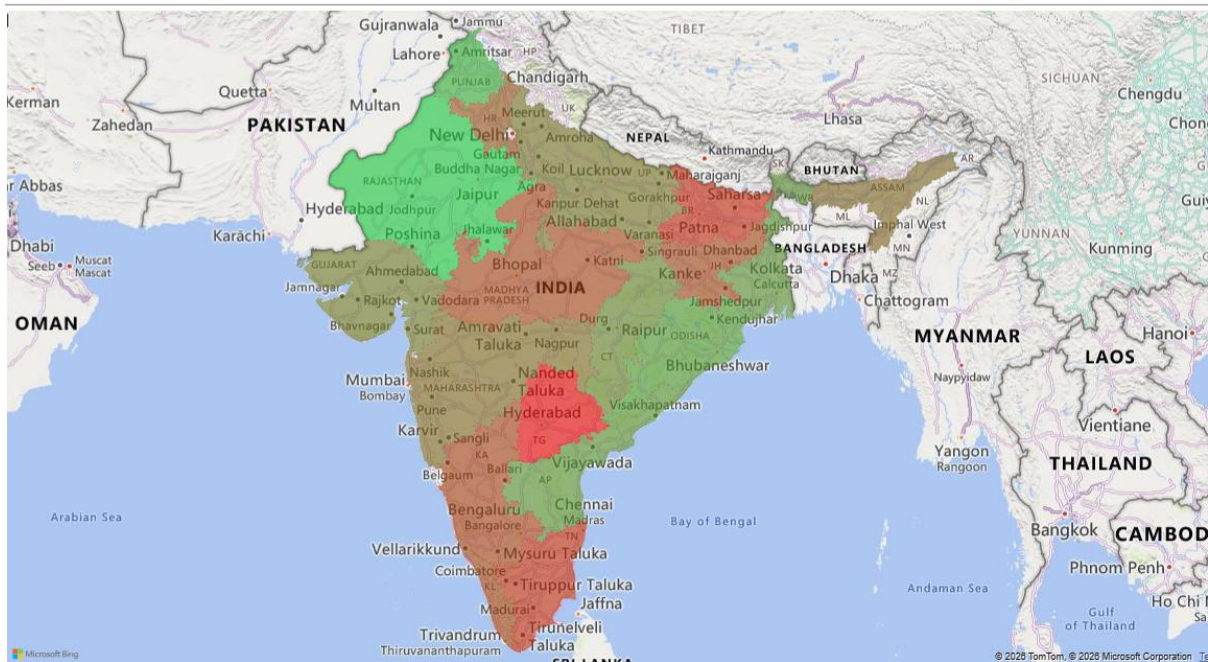 Jammu
Gujranwala
Lahore
Amritsar
HP
TIBET
SICHUAN
PUNJAB
Chandigarh
Quetta
Multan
Kerman
Zahedan
PAKISTAN
HR
Meerut
UK
New Delhi
Amroha
NEPAL
Lhasa
Chengdu
Chong
Kathmandu
Gautam
Buddha Nagar
Koil
Lucknow
UP
Maharajganj
SK
BHUTAN
AR
ar Abbas
RAJASTHAN
Jaipur
Agra
Kanpur Dehat
Gorakhpur
Saharsa
WB
ASSAM
NL
Guiy
Hyderabad
Jodhpur
Jhalawar
Allahabad
BR
Patna
Jagdishpur
ML
Imphal West
YUNNAN
Dhabi
Karāchi
Poshina
Varanasi
Singrauli
Dhanbad
BANGLADESH
MN
Kunming
Seeb
Muscat
Mascat
GUJARAT
Ahmedabad
Bhopal
Katni
Kanke
JH
Kolkata
Calcutta
Dhaka
MZ
Jamnagar
Rajkot
Vadodara
MADHYA
PRADESH
INDIA
Jamshedpur
Chattogram
OMAN
Bhavnagar
Surat
Amravati
Taluka
Durg
Raipur
ODISHA
Kendujhar
MYANMAR
Hanoi
Nagpur
CT
Bhubaneshwar
LAOS
Nashik
Mumbai
Bombay
MAHARASHTRA
Nanded
Taluka
Naypyidaw
Pune
Hyderabad
Visakhapatnam
Vientiane
Karvir
Sangli
KA
TG
Yangon
Rangoon
THAILAND
Belgaum
Ballari
AP
Vijayawada
Arabian Sea
Bengaluru
Bangalore
Chennai
Madras
Bay of Bengal
Bangkok
CAMBOD
TN
Vellarikkund
Mysuru Taluka
Coimbatore
KL
Tiruppur Taluka
Phnom Penh
Andaman Sea
Madurai
Jaffna
Gulf
of Thailand
Ho Chi M
Trivandrum
Thiruvananthapuram
Tirunelveli
Taluka
SRI LANKA
Microsoft Bing
© 2026 TomTom, © 2026 Microsoft Corporation